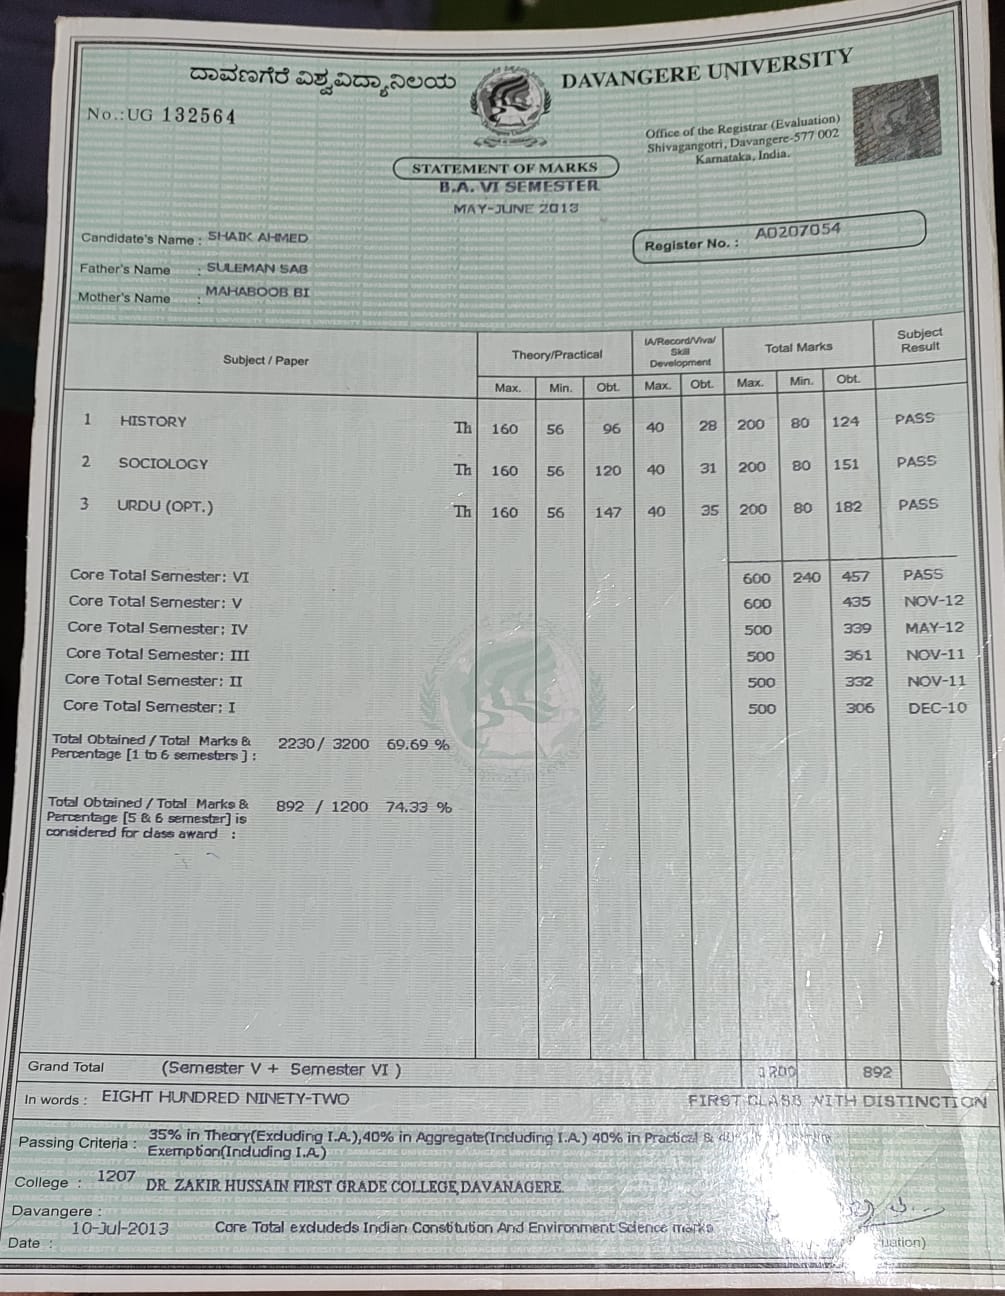 ದಾವಣಗೆರೆ ವಿಶ್ವವಿದ್ಯಾನಿಲಯ
DAVANGERE UNIVERSITY
No.:UG 132564
Office of the Registrar (Evaluation)
Shivagangotri, Davangere-577 002
Karnataka, India.
STATEMENT OF MARKS
B.A. VI SEMESTER
MAY-JUNE 2013
Candidate's Name : SHAIK AHMED
Register No. : A0207054
Father's Name : SULEMAN SAB
Mother's Name : MAHABOOB BI
Subject / Paper Theory/Practical IA/Record/Viva/ Skill Development Total Marks Subject Result
Max. Min. Obt. Max. Obt. Max. Min. Obt.
1 HISTORY Th 160 56 96 40 28 200 80 124 PASS
2 SOCIOLOGY Th 160 56 120 40 31 200 80 151 PASS
3 URDU (OPT.) Th 160 56 147 40 35 200 80 182 PASS
Core Total Semester: VI 600 240 457 PASS
Core Total Semester: V 600 435 NOV-12
Core Total Semester: IV 500 339 MAY-12
Core Total Semester: III 500 361 NOV-11
Core Total Semester: II 500 332 NOV-11
Core Total Semester: I 500 306 DEC-10
Total Obtained / Total Marks & 2230/ 3200 69.69 %
Percentage [1 to 6 semesters ] :
Total Obtained / Total Marks & 892 / 1200 74.33 %
Percentage [5 & 6 semester] is
considered for class award :
Grand Total (Semester V + Semester VI ) 1200 892
In words : EIGHT HUNDRED NINETY-TWO FIRST CLASS WITH DISTINCTION
Passing Criteria : 35% in Theory(Excluding I.A.),40% in Aggregate(Including I.A.) 40% in Practical &
Exemption(Including I.A.)
College : 1207 DR. ZAKIR HUSSAIN FIRST GRADE COLLEGE,DAVANAGERE.
Davangere :
10-Jul-2013 Core Total excludeds Indian Constitution And Environment Science marks
Date :